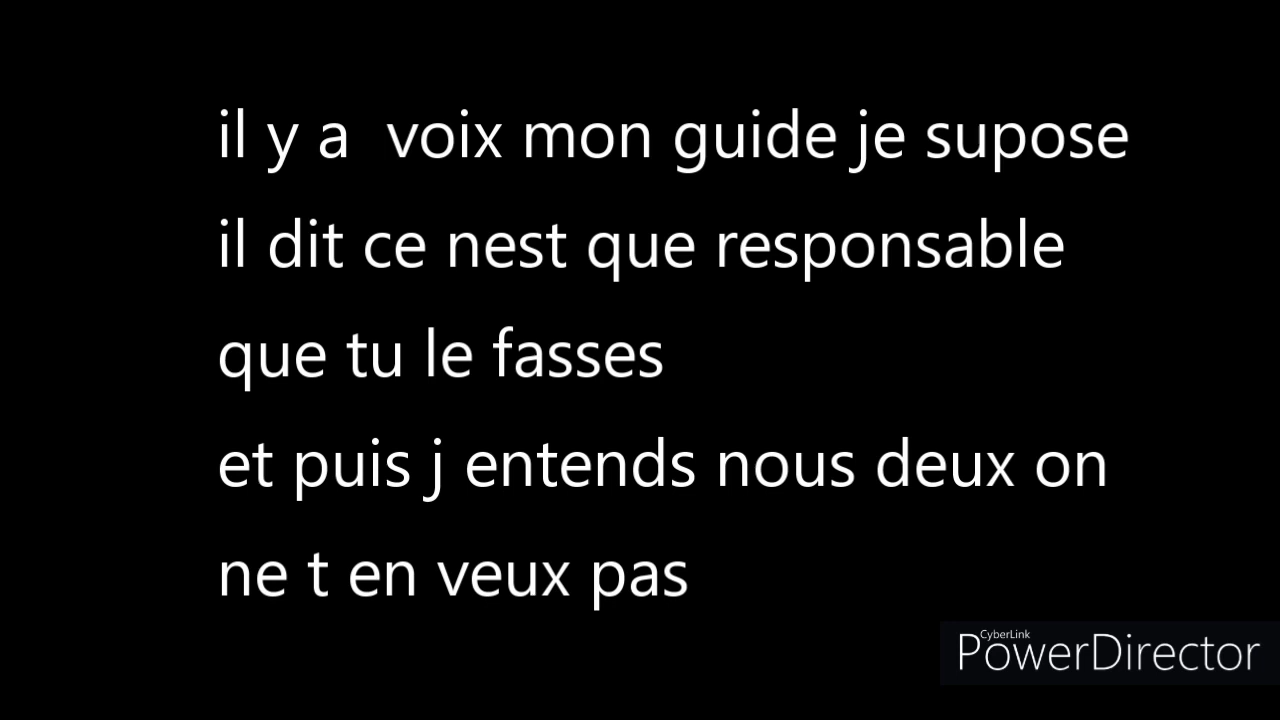 il y a  voix mon guide je supose
il dit ce nest que responsable
que tu le fasses
et puis j entends nous deux on
ne t en veux pas
CyberLink
PowerDirector